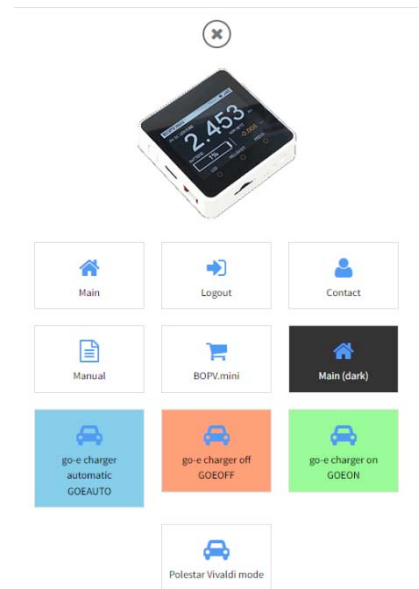 2.453
1%
Main
Logout
Contact
Manual
BOPV.mini
Main (dark)
go-e charger
automatic
GOEAUTO
go-e charger off
GOEOFF
go-e charger on
GOEON
Polestar Vivaldi mode